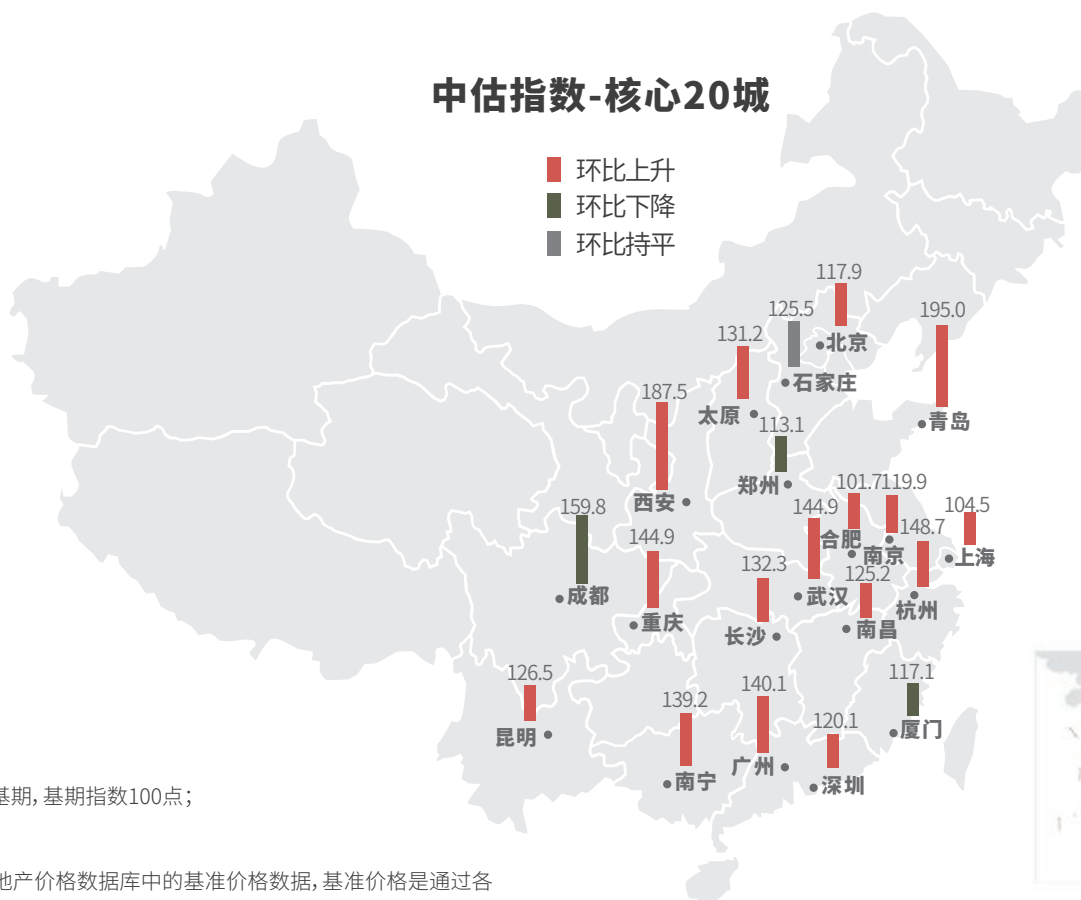 中估指数-核心20城
环比上升
环比下降
环比持平
117.9
北京
125.5
石家庄
195.0
青岛
131.2
太原
187.5
西安
113.1
郑州
101.7
合肥
119.9
南京
104.5
上海
144.9
武汉
148.7
杭州
159.8
成都
144.9
重庆
132.3
长沙
125.2
南昌
126.5
昆明
139.2
南宁
140.1
广州
120.1
深圳
117.1
厦门
基期，基期指数100点；
地产价格数据库中的基准价格数据，基准价格是通过各